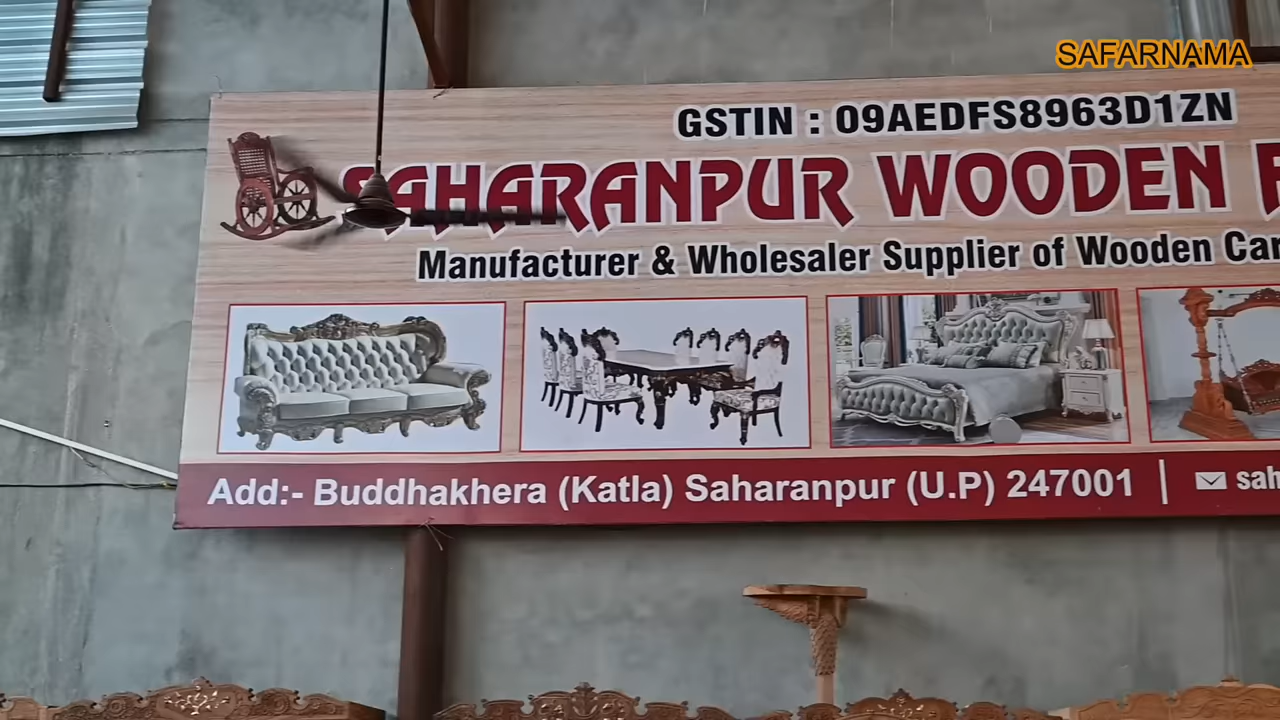 SAFARNAMA
GSTIN : 09AEDFS8963D1ZN
SAHARANPUR WOODEN
Manufacturer & Wholesaler Supplier of Wooden
Add:- Buddhakhera (Katla) Saharanpur (U.P) 247001 |